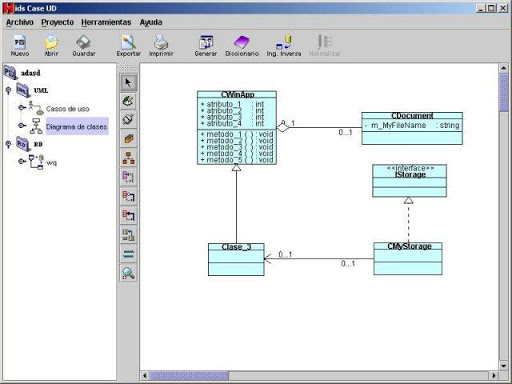 Kids Case UD
Archivo Proyecto Herramientas Ayuda
Nuevo Abrir Guardar Exportar Imprimir Generar Diccionario Ing. Inversa Normalizar
adasd
UML
Casos de uso
Diagrama de clases
BD
wq
CWinApp
+ atributo_1 : int
+ atributo_2 : int
+ atributo_3 : int
+ atributo_4 : int
+ metodo_1 ( ) : void
+ metodo_2 ( ) : void
+ metodo_3 ( ) : void
+ metodo_4 ( ) : void
+ metodo_5 ( ) : void
0...1
CDocument
- m_MyFileName : string
<<interface>>
IStorage
Clase_3
0...1
0...1
CMyStorage